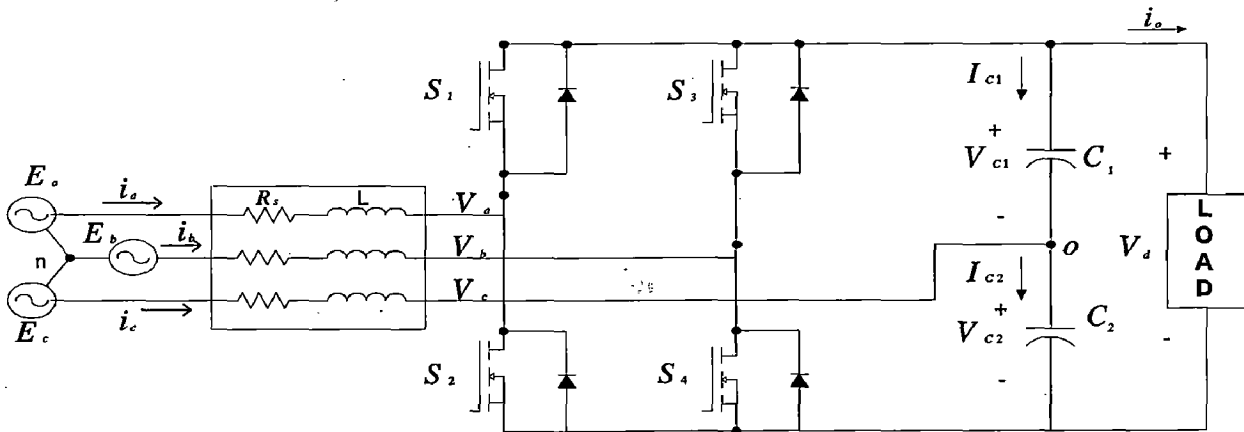 i_o
S_1
S_3
I_C1
+
V_C1
C_1
-
+
E_a
i_a
R_s
L
V_a
E_b
i_b
V_b
n
i_c
V_c
E_c
o
I_C2
+
V_C2
C_2
-
V_d
LOAD
-
S_2
S_4